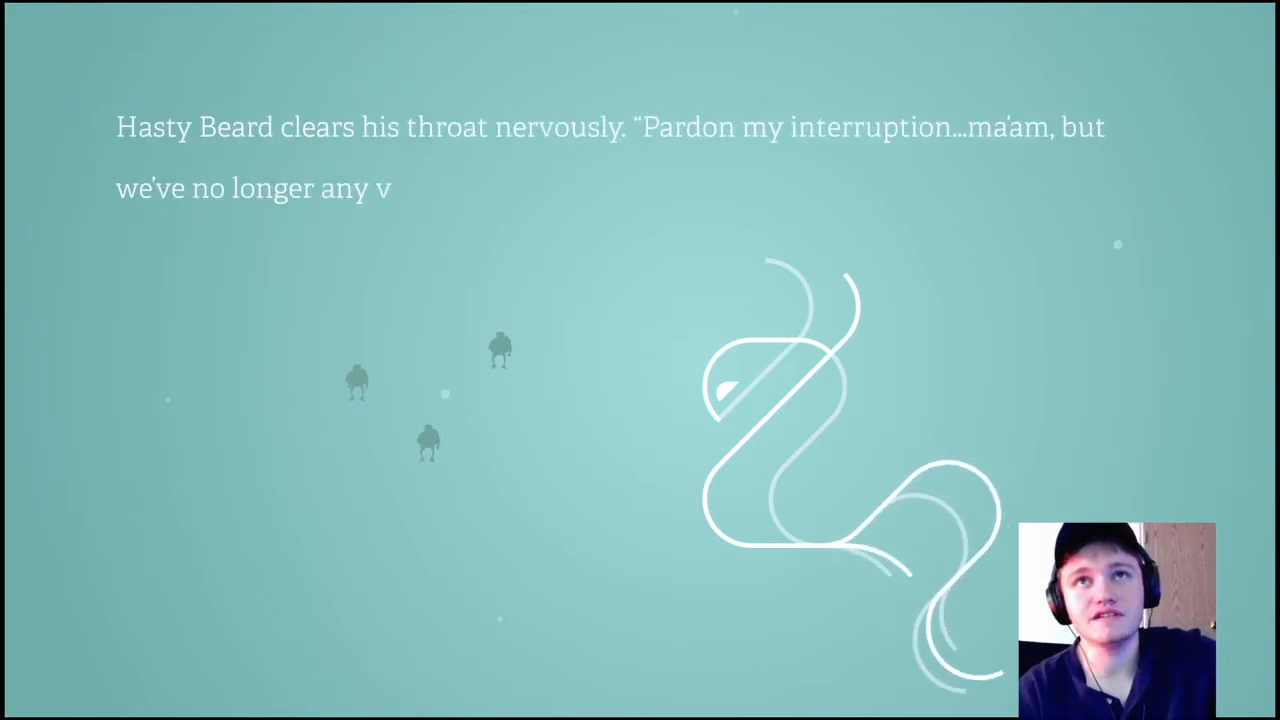 Hasty Beard clears his throat nervously. “Pardon my interruption...ma’am, but
we’ve no longer any v